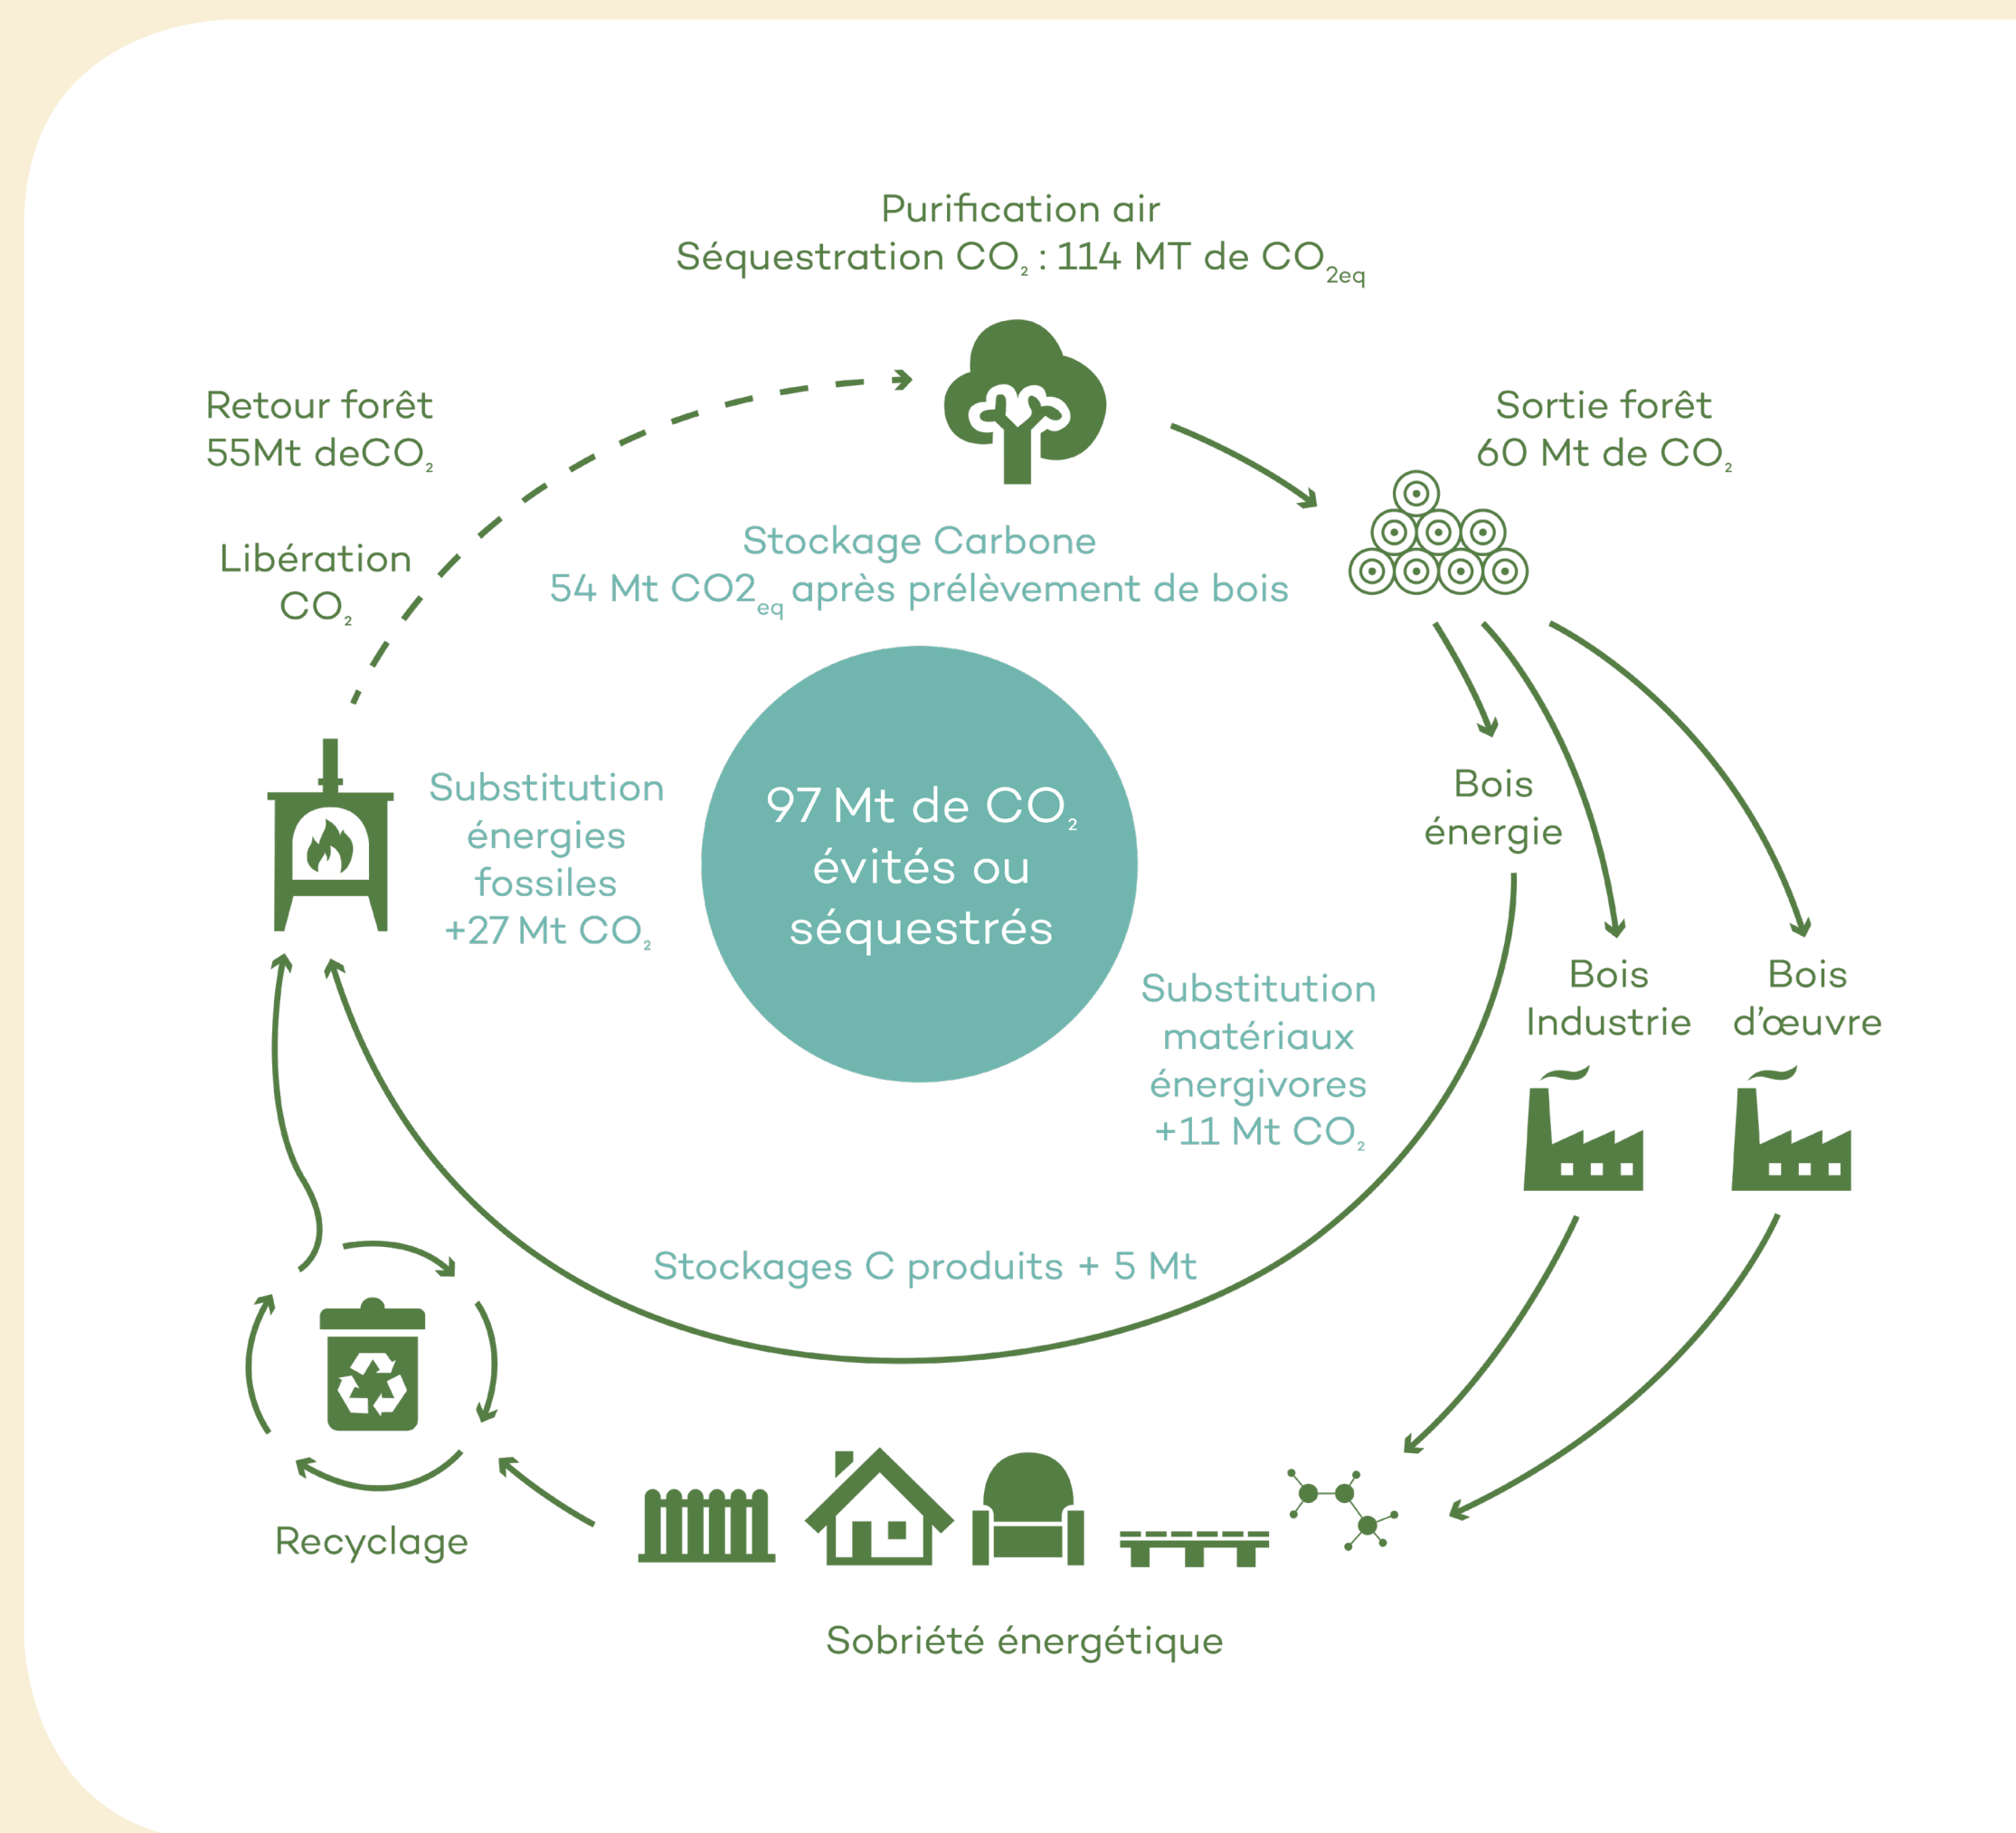 Purification air
Séquestration CO₂ : 114 MT de CO₂eq
Retour forêt
55Mt deCO₂
Sortie forêt
60 Mt de CO₂
Libération
CO₂
Stockage Carbone
54 Mt CO2eq après prélèvement de bois
Substitution
énergies
fossiles
+27 Mt CO₂
97 Mt de CO₂
évités ou
séquestrés
Bois
énergie
Bois
Industrie
Bois
d'œuvre
Substitution
matériaux
énergivores
+11 Mt CO₂
Stockages C produits + 5 Mt
Recyclage
Sobriété énergétique